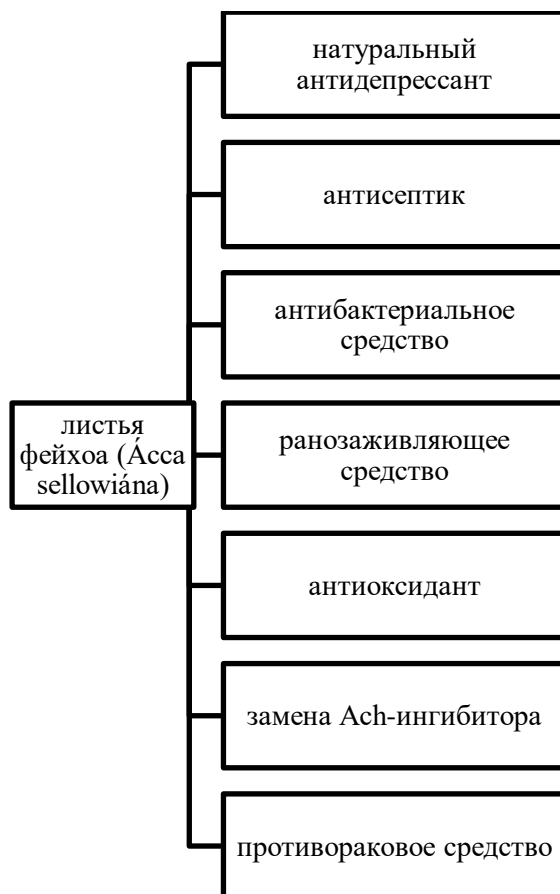 натуральный
антидепрессант
антисептик
антибактериальное
средство
листья
фейхоа (Ácca
sellowiána)
ранозаживляющее
средство
антиоксидант
замена Ach-ингибитора
противораковое средство